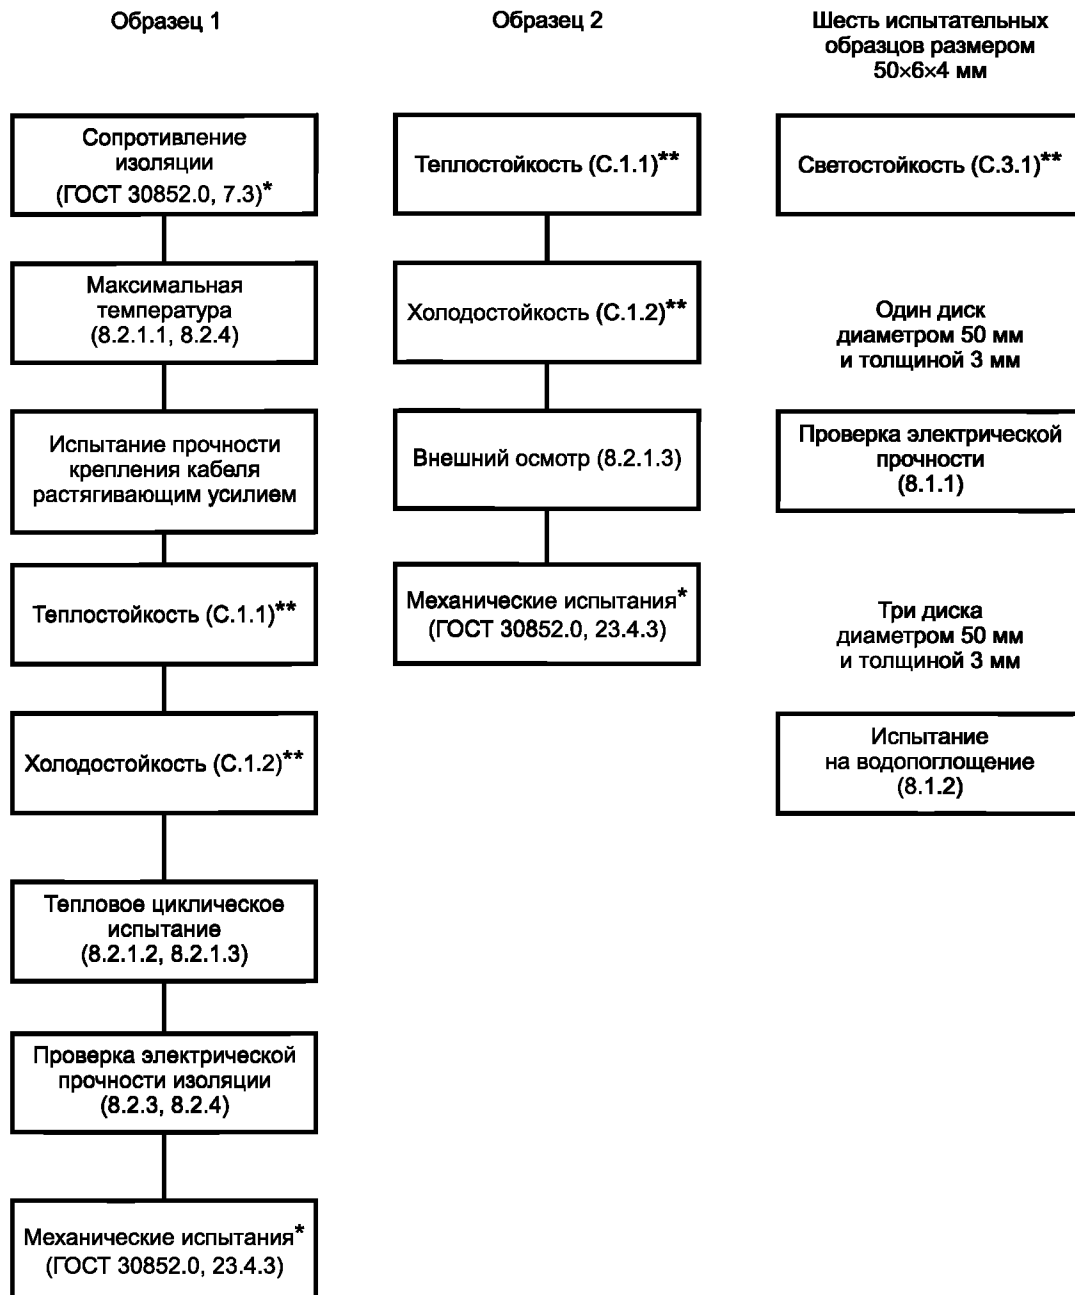 Образец 1
Сопротивление
изоляции
(ГОСТ 30852.0, 7.3)*
Максимальная
температура
(8.2.1.1, 8.2.4)
Испытание прочности
крепления кабеля
растягивающим усилием
Теплостойкость (С.1.1)**
Холодостойкость (С.1.2)**
Тепловое циклическое
испытание
(8.2.1.2, 8.2.1.3)
Проверка электрической
прочности изоляции
(8.2.3, 8.2.4)
Механические испытания*
(ГОСТ 30852.0, 23.4.3)
Образец 2
Теплостойкость (С.1.1)**
Холодостойкость (С.1.2)**
Внешний осмотр (8.2.1.3)
Механические испытания*
(ГОСТ 30852.0, 23.4.3)
Шесть испытательных
образцов размером
50×6×4 мм
Светостойкость (С.3.1)**
Один диск
диаметром 50 мм
и толщиной 3 мм
Проверка электрической
прочности
(8.1.1)
Три диска
диаметром 50 мм
и толщиной 3 мм
Испытание
на водопоглощение
(8.1.2)